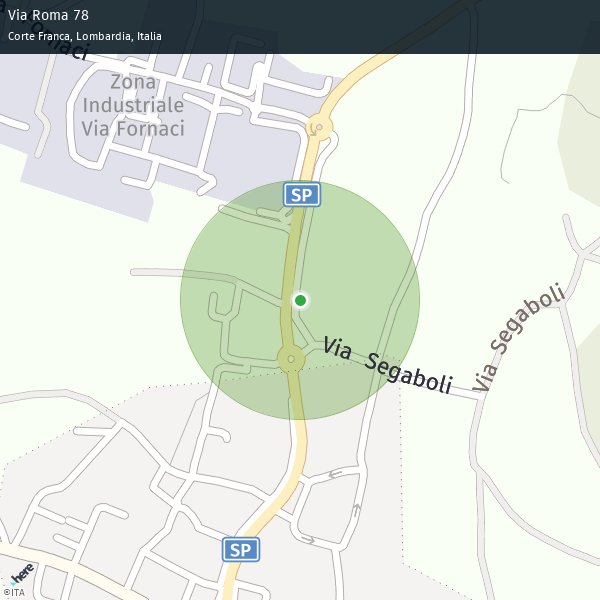 Via Roma 78
Corte Franca, Lombardia, Italia
Fornaci
Zona
Industriale
Via Fornaci
SP
Via Segaboli
Via Segaboli
SP
here
©ITA